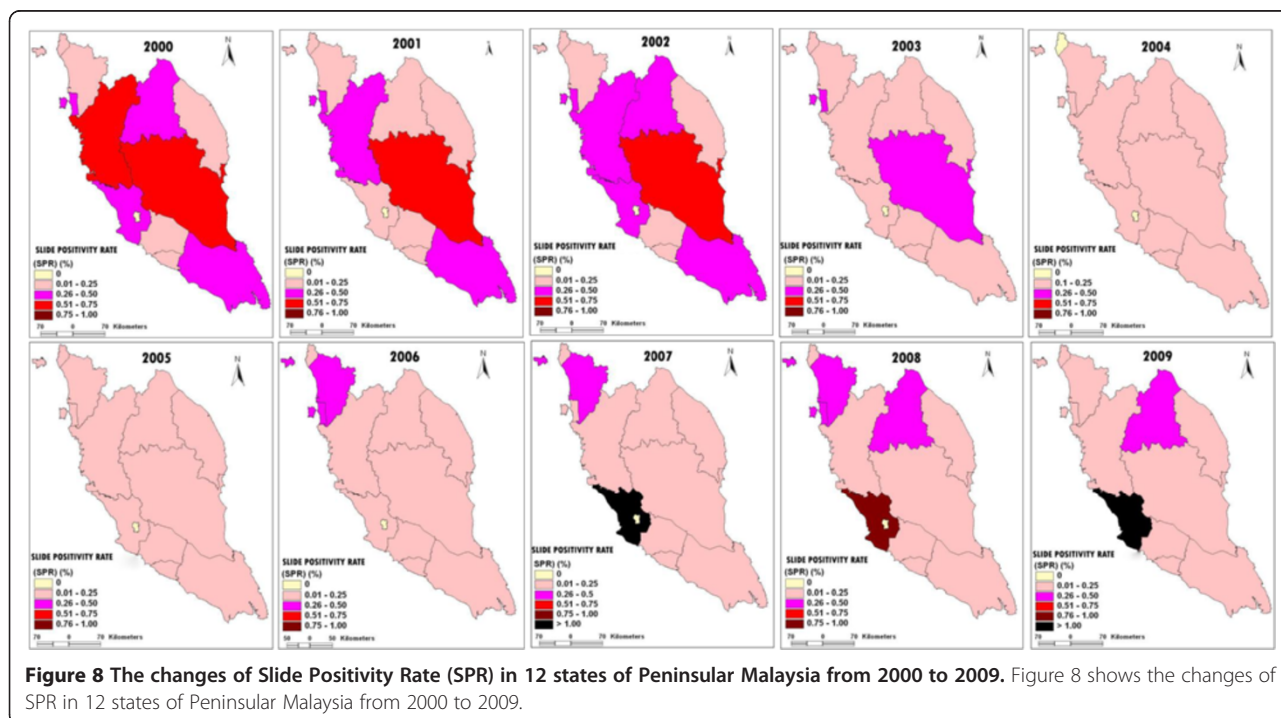 2000
N
SLIDE POSITIVITY RATE
(SPR) (%)
0
0.01 - 0.25
0.26 - 0.50
0.51 - 0.75
0.75 - 1.00
70 0 70 Kilometers
2001
N
SLIDE POSITIVITY RATE
(SPR) (%)
0
0.01 - 0.25
0.26 - 0.50
0.51 - 0.75
0.76 - 1.00
70 0 70 Kilometers
2002
N
SLIDE POSITIVITY RATE
(SPR) (%)
0
0.01 - 0.25
0.26 - 0.50
0.51 - 0.75
0.76 - 1.00
70 0 70 Kilometers
2003
N
SLIDE POSITIVITY RATE
(SPR) (%)
0
0.01 - 0.25
0.26 - 0.50
0.51 - 0.75
0.76 - 1.00
70 0 70 Kilometers
2004
N
SLIDE POSITIVITY RATE
(SPR) (%)
0
0.1 - 0.25
0.26 - 0.50
0.51 - 0.75
0.76 - 1.00
70 0 70 Kilometers
2005
N
SLIDE POSITIVITY RATE
(SPR) (%)
0
0.01 - 0.25
0.26 - 0.50
0.51 - 0.75
0.76 - 1.00
70 0 70 Kilometers
2006
N
SLIDE POSITIVITY RATE
(SPR) (%)
0
0.01 - 0.25
0.26 - 0.50
0.51 - 0.75
0.75 - 1.00
50 0 50 Kilometers
2007
N
SLIDE POSITIVITY RATE
(SPR) (%)
0
0.01 - 0.25
0.26 - 0.5
0.51 - 0.75
0.75 - 1.00
> 1.00
70 0 70 Kilometers
2008
N
SLIDE POSITIVITY RATE
(SPR) (%)
0
0.01 - 0.25
0.26 - 0.50
0.51 - 0.75
0.75 - 1.00
70 0 70 Kilometers
2009
N
SLIDE POSITIVITY RATE
(SPR) (%)
0
0.01 - 0.25
0.26 - 0.50
0.51 - 0.75
0.76 - 1.00
> 1.00
70 0 70 Kilometers
Figure 8 The changes of Slide Positivity Rate (SPR) in 12 states of Peninsular Malaysia from 2000 to 2009. Figure 8 shows the changes of
SPR in 12 states of Peninsular Malaysia from 2000 to 2009.